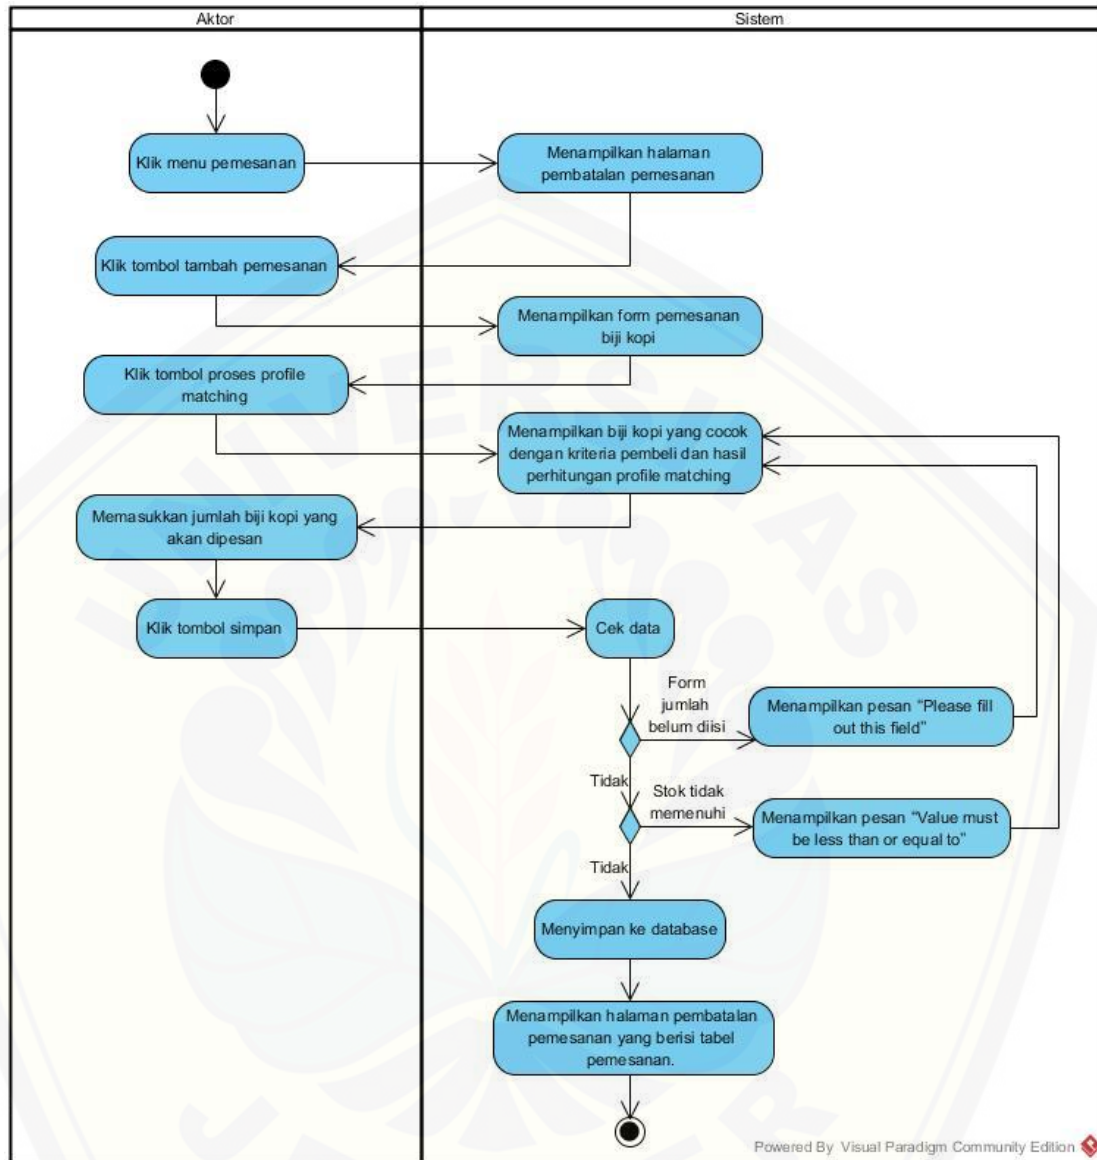 Aktor
Sistem
Klik menu pemesanan
Menampilkan halaman
pembatalan pemesanan
Klik tombol tambah pemesanan
Menampilkan form pemesanan
biji kopi
Klik tombol proses profile
matching
Menampilkan biji kopi yang cocok
dengan kriteria pembeli dan hasil
perhitungan profile matching
Memasukkan jumlah biji kopi yang
akan dipesan
Klik tombol simpan
Cek data
Form
jumlah
belum diisi
Menampilkan pesan “Please fill
out this field”
Tidak
Stok tidak
memenuhi
Menampilkan pesan “Value must
be less than or equal to”
Tidak
Menyimpan ke database
Menampilkan halaman pembatalan
pemesanan yang berisi tabel
pemesanan.
Powered By Visual Paradigm Community Edition
UNIVERSITAS